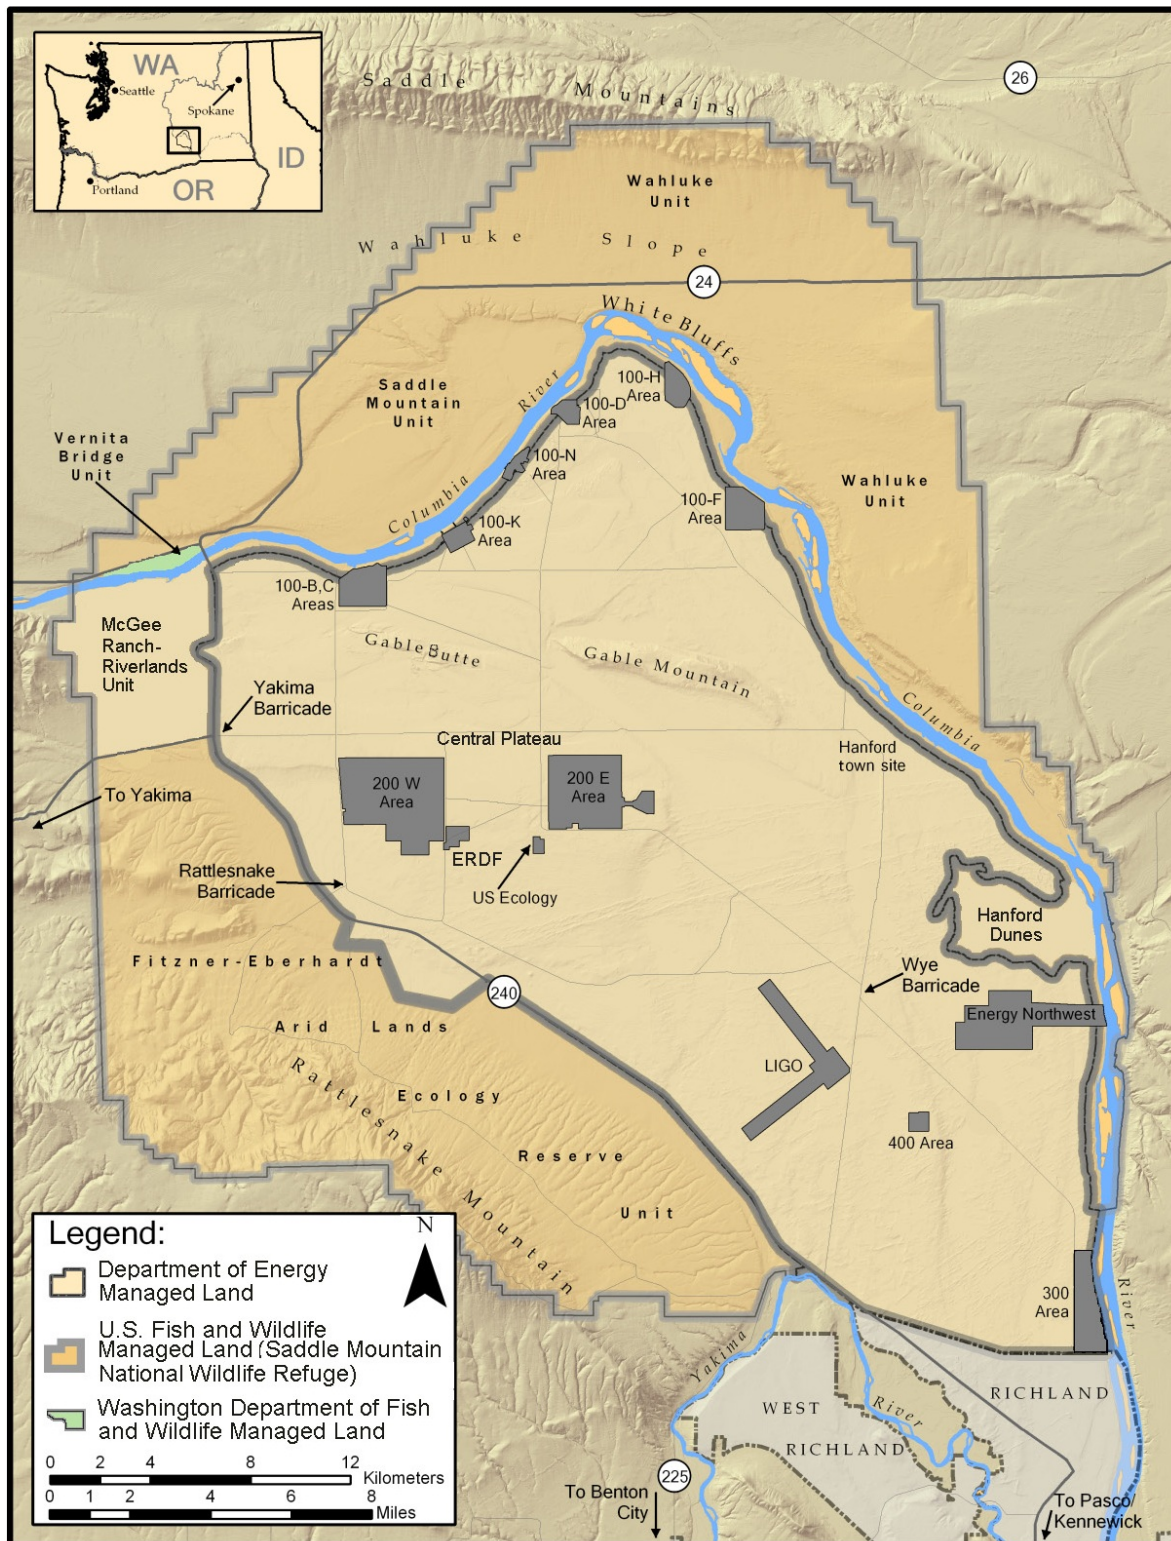 WA
Seattle
Spokane
ID
Portland
OR
Saddle Mountains
26
Wahluke
Unit
Wahluke Slope
24
White Bluffs
Saddle
Mountain
Unit
River
100-H
Area
100-D
Area
Vernita
Bridge
Unit
100-N
Area
Columbia
100-K
Area
100-F
Area
Wahluke
Unit
100-B,C
Areas
McGee
Ranch-
Riverlands
Unit
Gable Butte
Gable Mountain
Yakima
Barricade
Columbia
Central Plateau
Hanford
town site
200 W
Area
200 E
Area
To Yakima
ERDF
Rattlesnake
Barricade
US Ecology
Hanford
Dunes
Fitzner-Eberhardt
Wye
Barricade
240
Energy Northwest
Arid Lands
LIGO
Ecology
Rattlesnake Mountain
400 Area
Reserve
Unit
N
Legend:
Department of Energy
Managed Land
U.S. Fish and Wildlife
Managed Land (Saddle Mountain
National Wildlife Refuge)
Washington Department of Fish
and Wildlife Managed Land
0 2 4 8 12
Kilometers
0 1 2 4 6 8
Miles
300
Area
River
Yakima
River
RICHLAND
WEST
RICHLAND
225
To Benton
City
To Pasco/
Kennewick